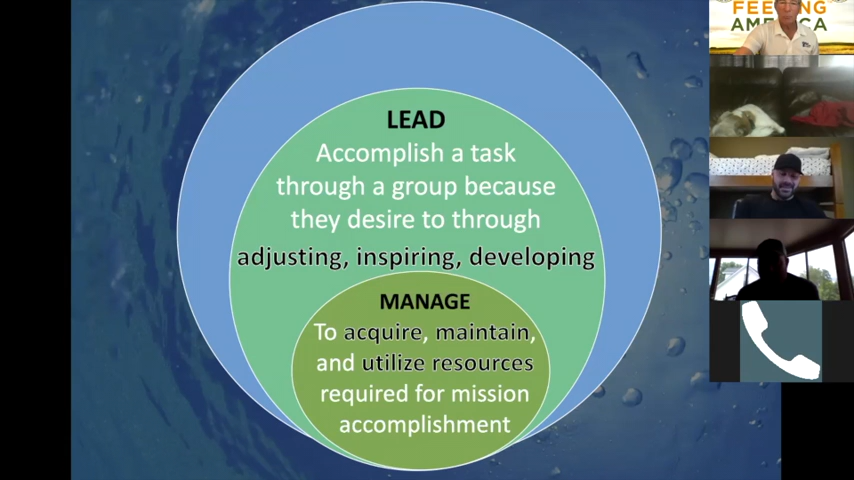 LEAD
Accomplish a task
through a group because
they desire to through
adjusting, inspiring, developing
MANAGE
To acquire, maintain,
and utilize resources
required for mission
accomplishment